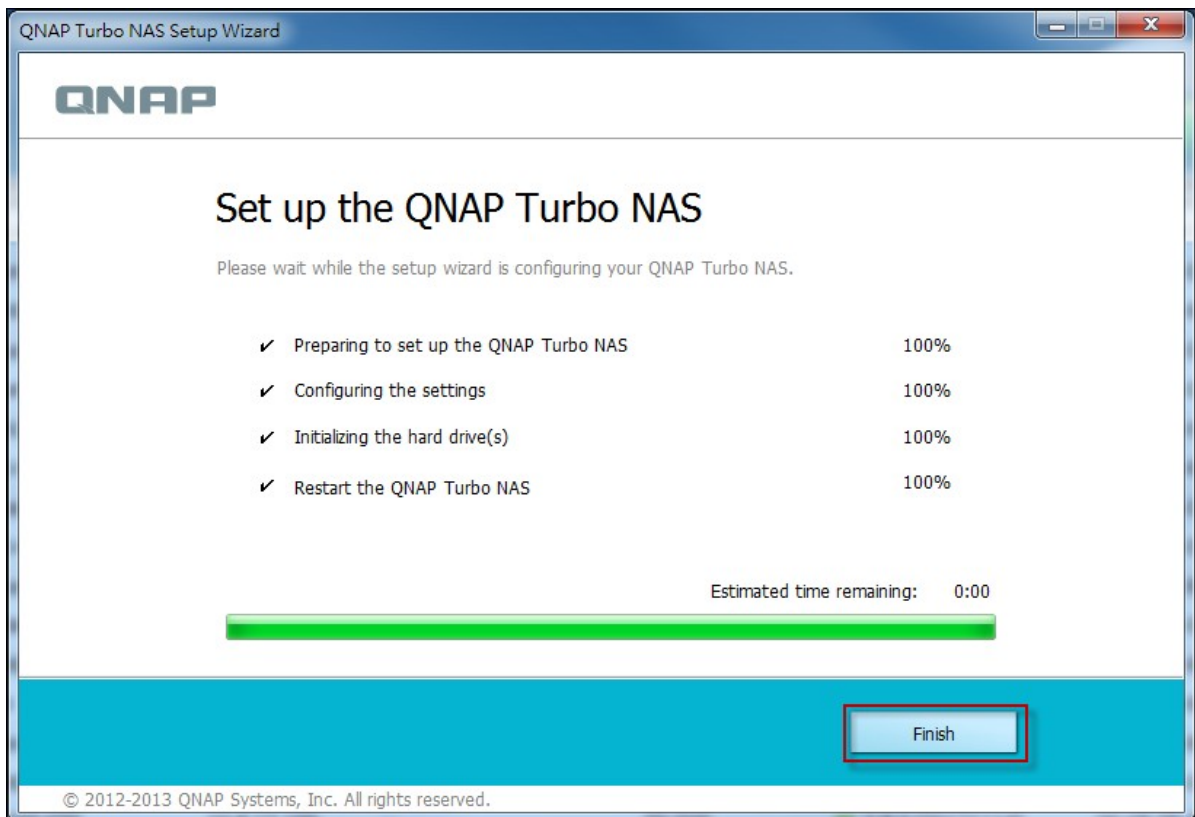 QNAP Turbo NAS Setup Wizard
QNAP
Set up the QNAP Turbo NAS
Please wait while the setup wizard is configuring your QNAP Turbo NAS.
✔ Preparing to set up the QNAP Turbo NAS 100%
✔ Configuring the settings 100%
✔ Initializing the hard drive(s) 100%
✔ Restart the QNAP Turbo NAS 100%
Estimated time remaining: 0:00
Finish
© 2012-2013 QNAP Systems, Inc. All rights reserved.